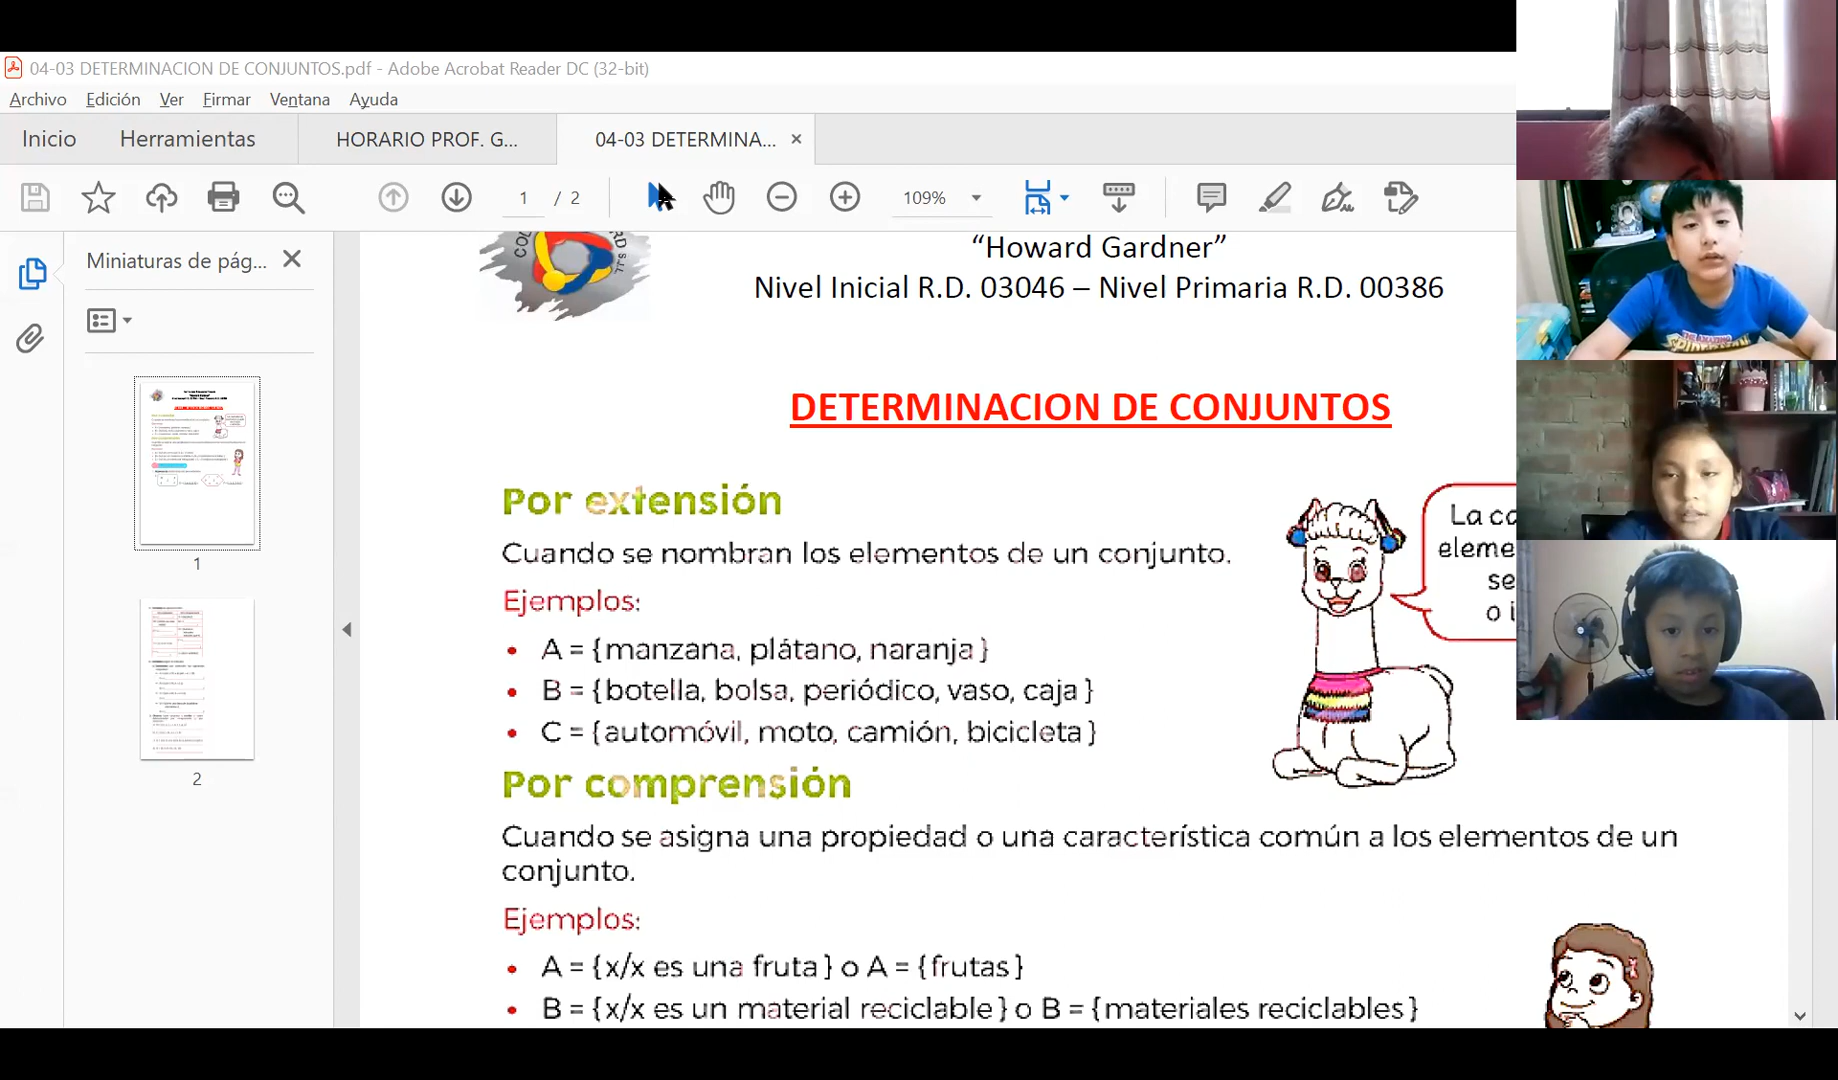 04-03 DETERMINACION DE CONJUNTOS.pdf - Adobe Acrobat Reader DC (32-bit)
Archivo Edición Ver Firmar Ventana Ayuda
Inicio Herramientas HORARIO PROF. G... 04-03 DETERMINA... ×
1 / 2 109%
Miniaturas de pág...
1
2
“Howard Gardner”
Nivel Inicial R.D. 03046 – Nivel Primaria R.D. 00386
DETERMINACION DE CONJUNTOS
Por extensión
Cuando se nombran los elementos de un conjunto.
Ejemplos:
• A = {manzana, plátano, naranja}
• B = {botella, bolsa, periódico, vaso, caja}
• C = {automóvil, moto, camión, bicicleta}
La
se
o
Por comprensión
Cuando se asigna una propiedad o una característica común a los elementos de un
conjunto.
Ejemplos:
• A = {x/x es una fruta} o A = {frutas}
• B = {x/x es un material reciclable} o B = {materiales reciclables}